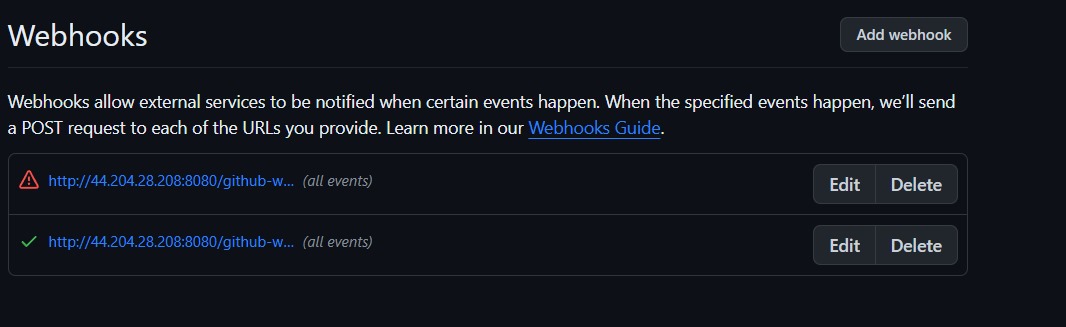 Webhooks
Add webhook
Webhooks allow external services to be notified when certain events happen. When the specified events happen, we’ll send
a POST request to each of the URLs you provide. Learn more in our Webhooks Guide.
http://44.204.28.208:8080/github-w... (all events)
Edit
Delete
http://44.204.28.208:8080/github-w... (all events)
Edit
Delete